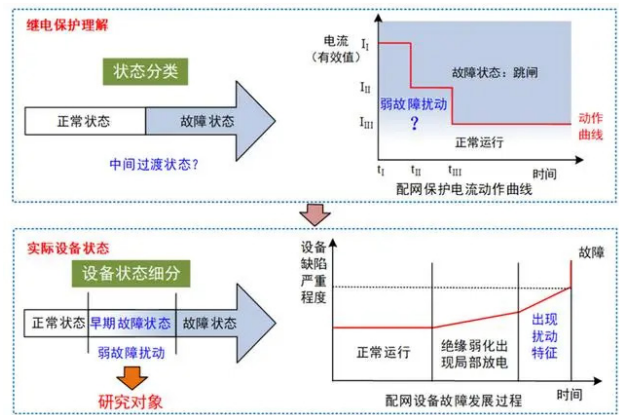 继电保护理解
状态分类
正常状态
故障状态
中间过渡状态?
电流
(有效值)
I_I
I_II
I_III
故障状态：跳闸
弱故障扰动
?
正常运行
动作
曲线
t_I
t_II
t_III
时间
配网保护电流动作曲线
实际设备状态
设备状态细分
正常状态
早期故障状态
故障状态
弱故障扰动
研究对象
设备
缺陷
严重
程度
故障
正常运行
绝缘弱化出
现局部放电
出现
扰动
特征
时间
配网设备故障发展过程